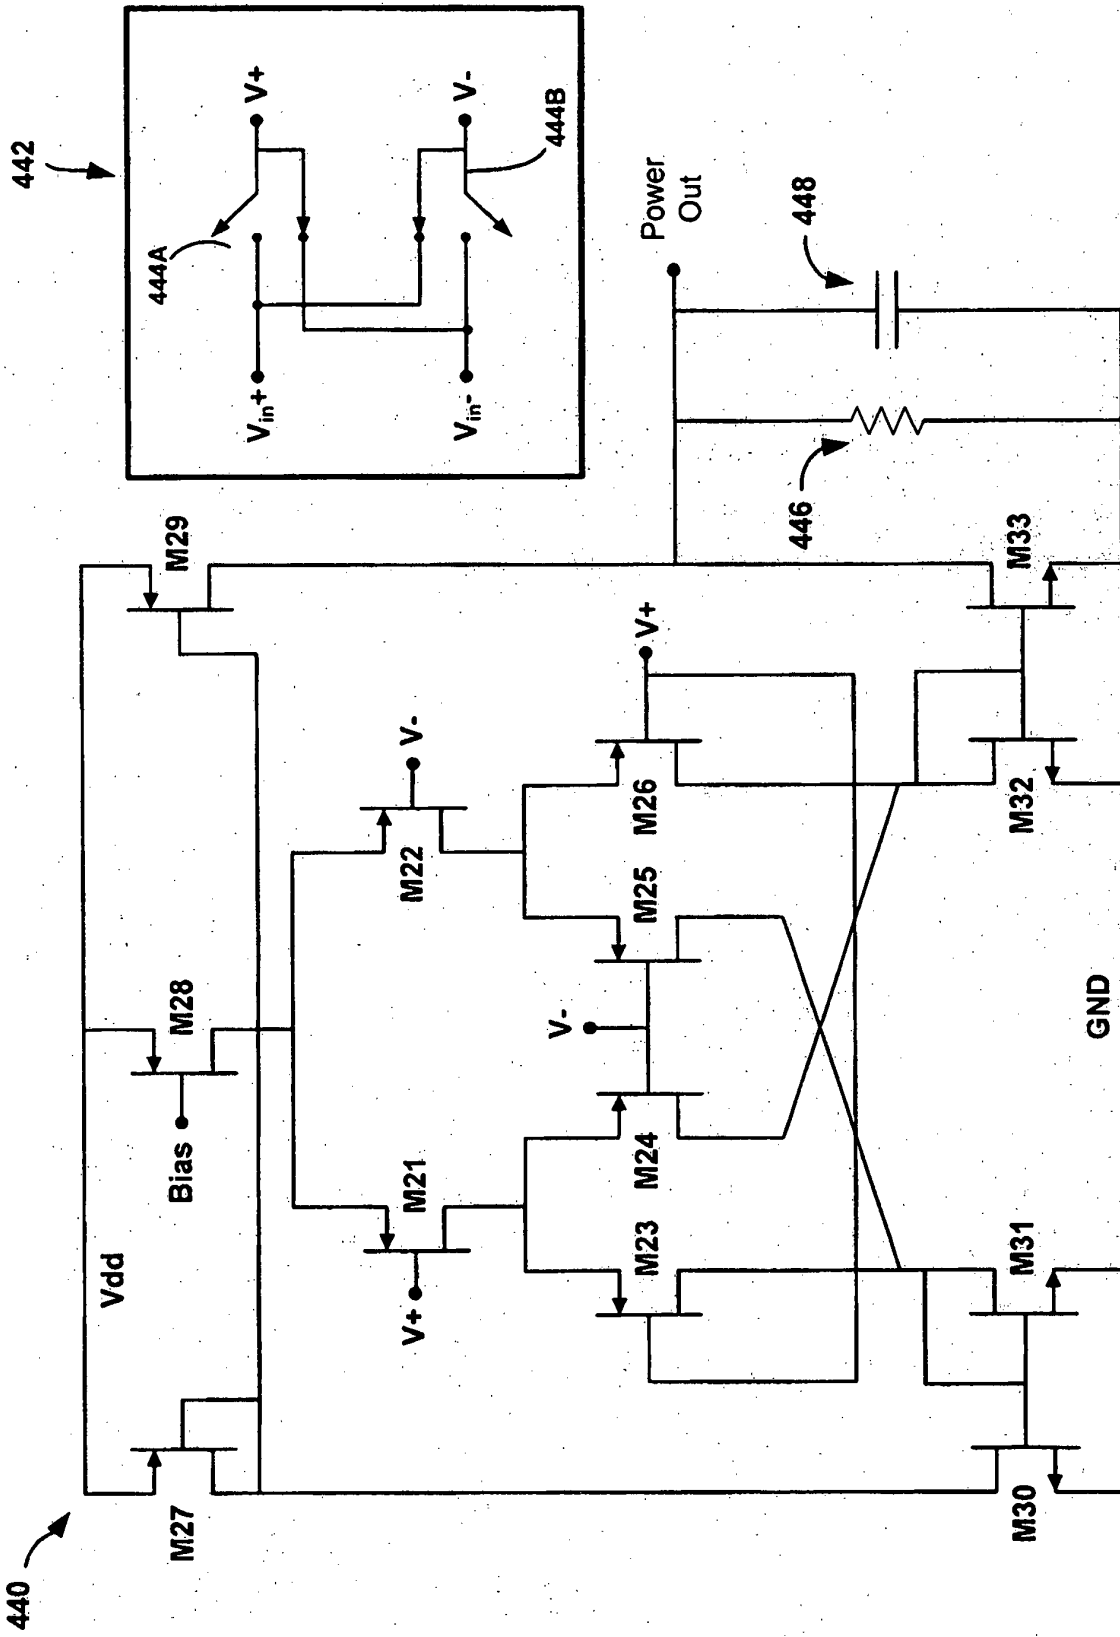 440
442
Vdd
M27
Bias
M28
M29
V+
M21
M22
V-
V-
M23
M24
M25
M26
V+
M30
M31
M32
M33
GND
Vin+
Vin-
444A
V+
V-
444B
Power
Out
446
448